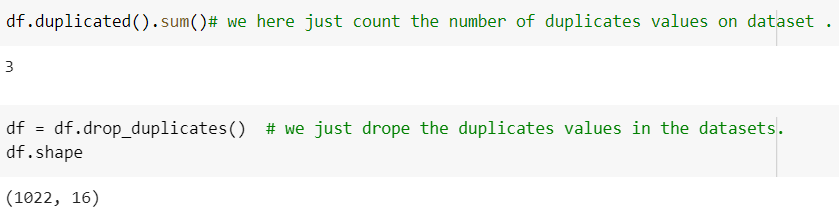 df.duplicated().sum()# we here just count the number of duplicates values on dataset .
3
df = df.drop_duplicates()  # we just drope the duplicates values in the datasets.
df.shape
(1022, 16)